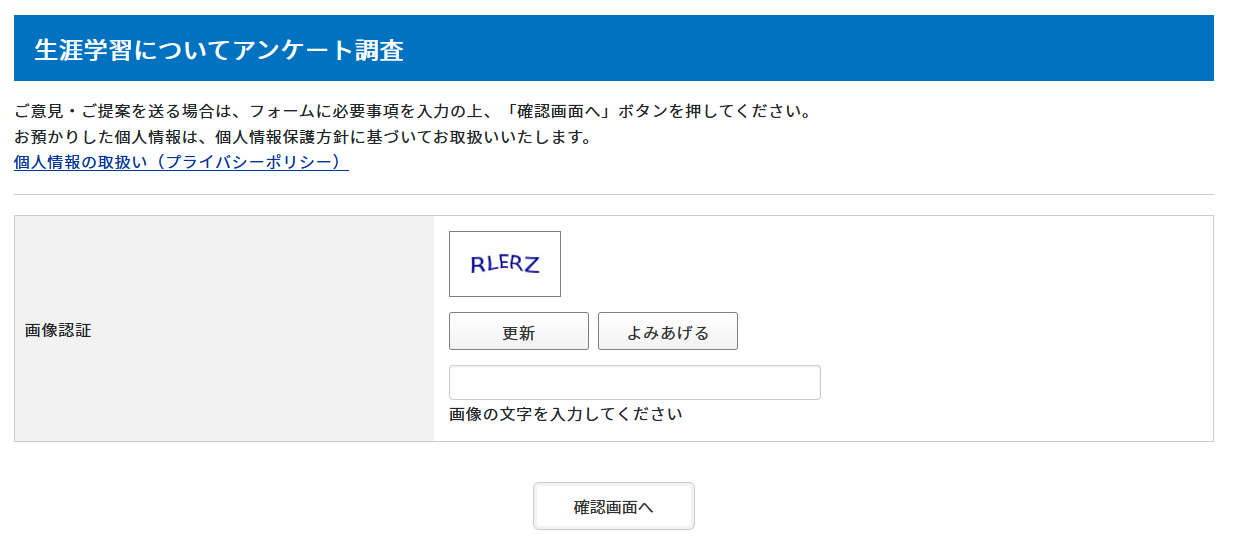 生涯学習についてアンケート調査
ご意見・ご提案を送る場合は、フォームに必要事項を入力の上、「確認画面へ」ボタンを押してください。
お預かりした個人情報は、個人情報保護方針に基づいてお取扱いいたします。
個人情報の取扱い（プライバシーポリシー）
RLERZ
更新 よみあげる
画像認証
画像の文字を入力してください
確認画面へ